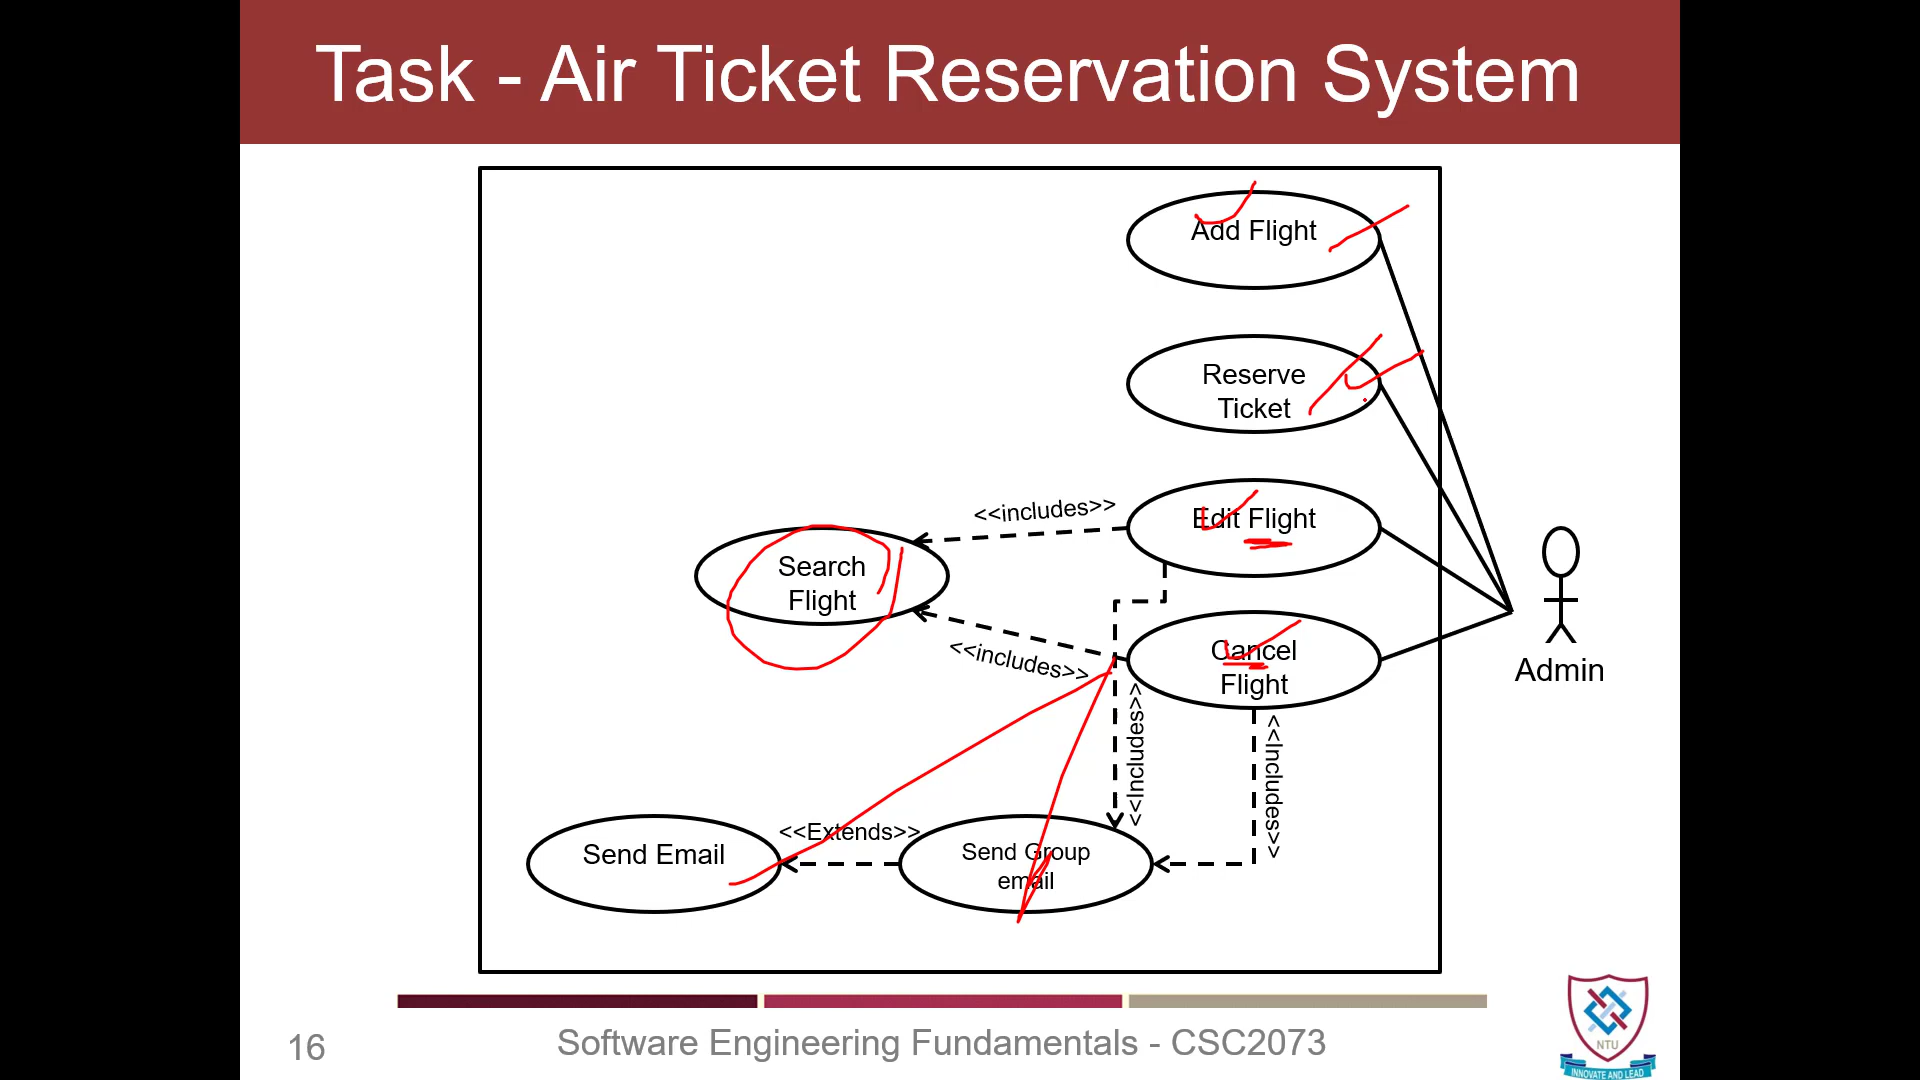 Task - Air Ticket Reservation System
Add Flight
Reserve
Ticket
<<includes>>
Edit Flight
Search
Flight
<<includes>>
Cancel
Flight
Admin
<<Includes>>
<<Includes>>
<<Extends>>
Send Email
Send Group
email
16
Software Engineering Fundamentals - CSC2073
NTU
INNOVATE AND LEAD